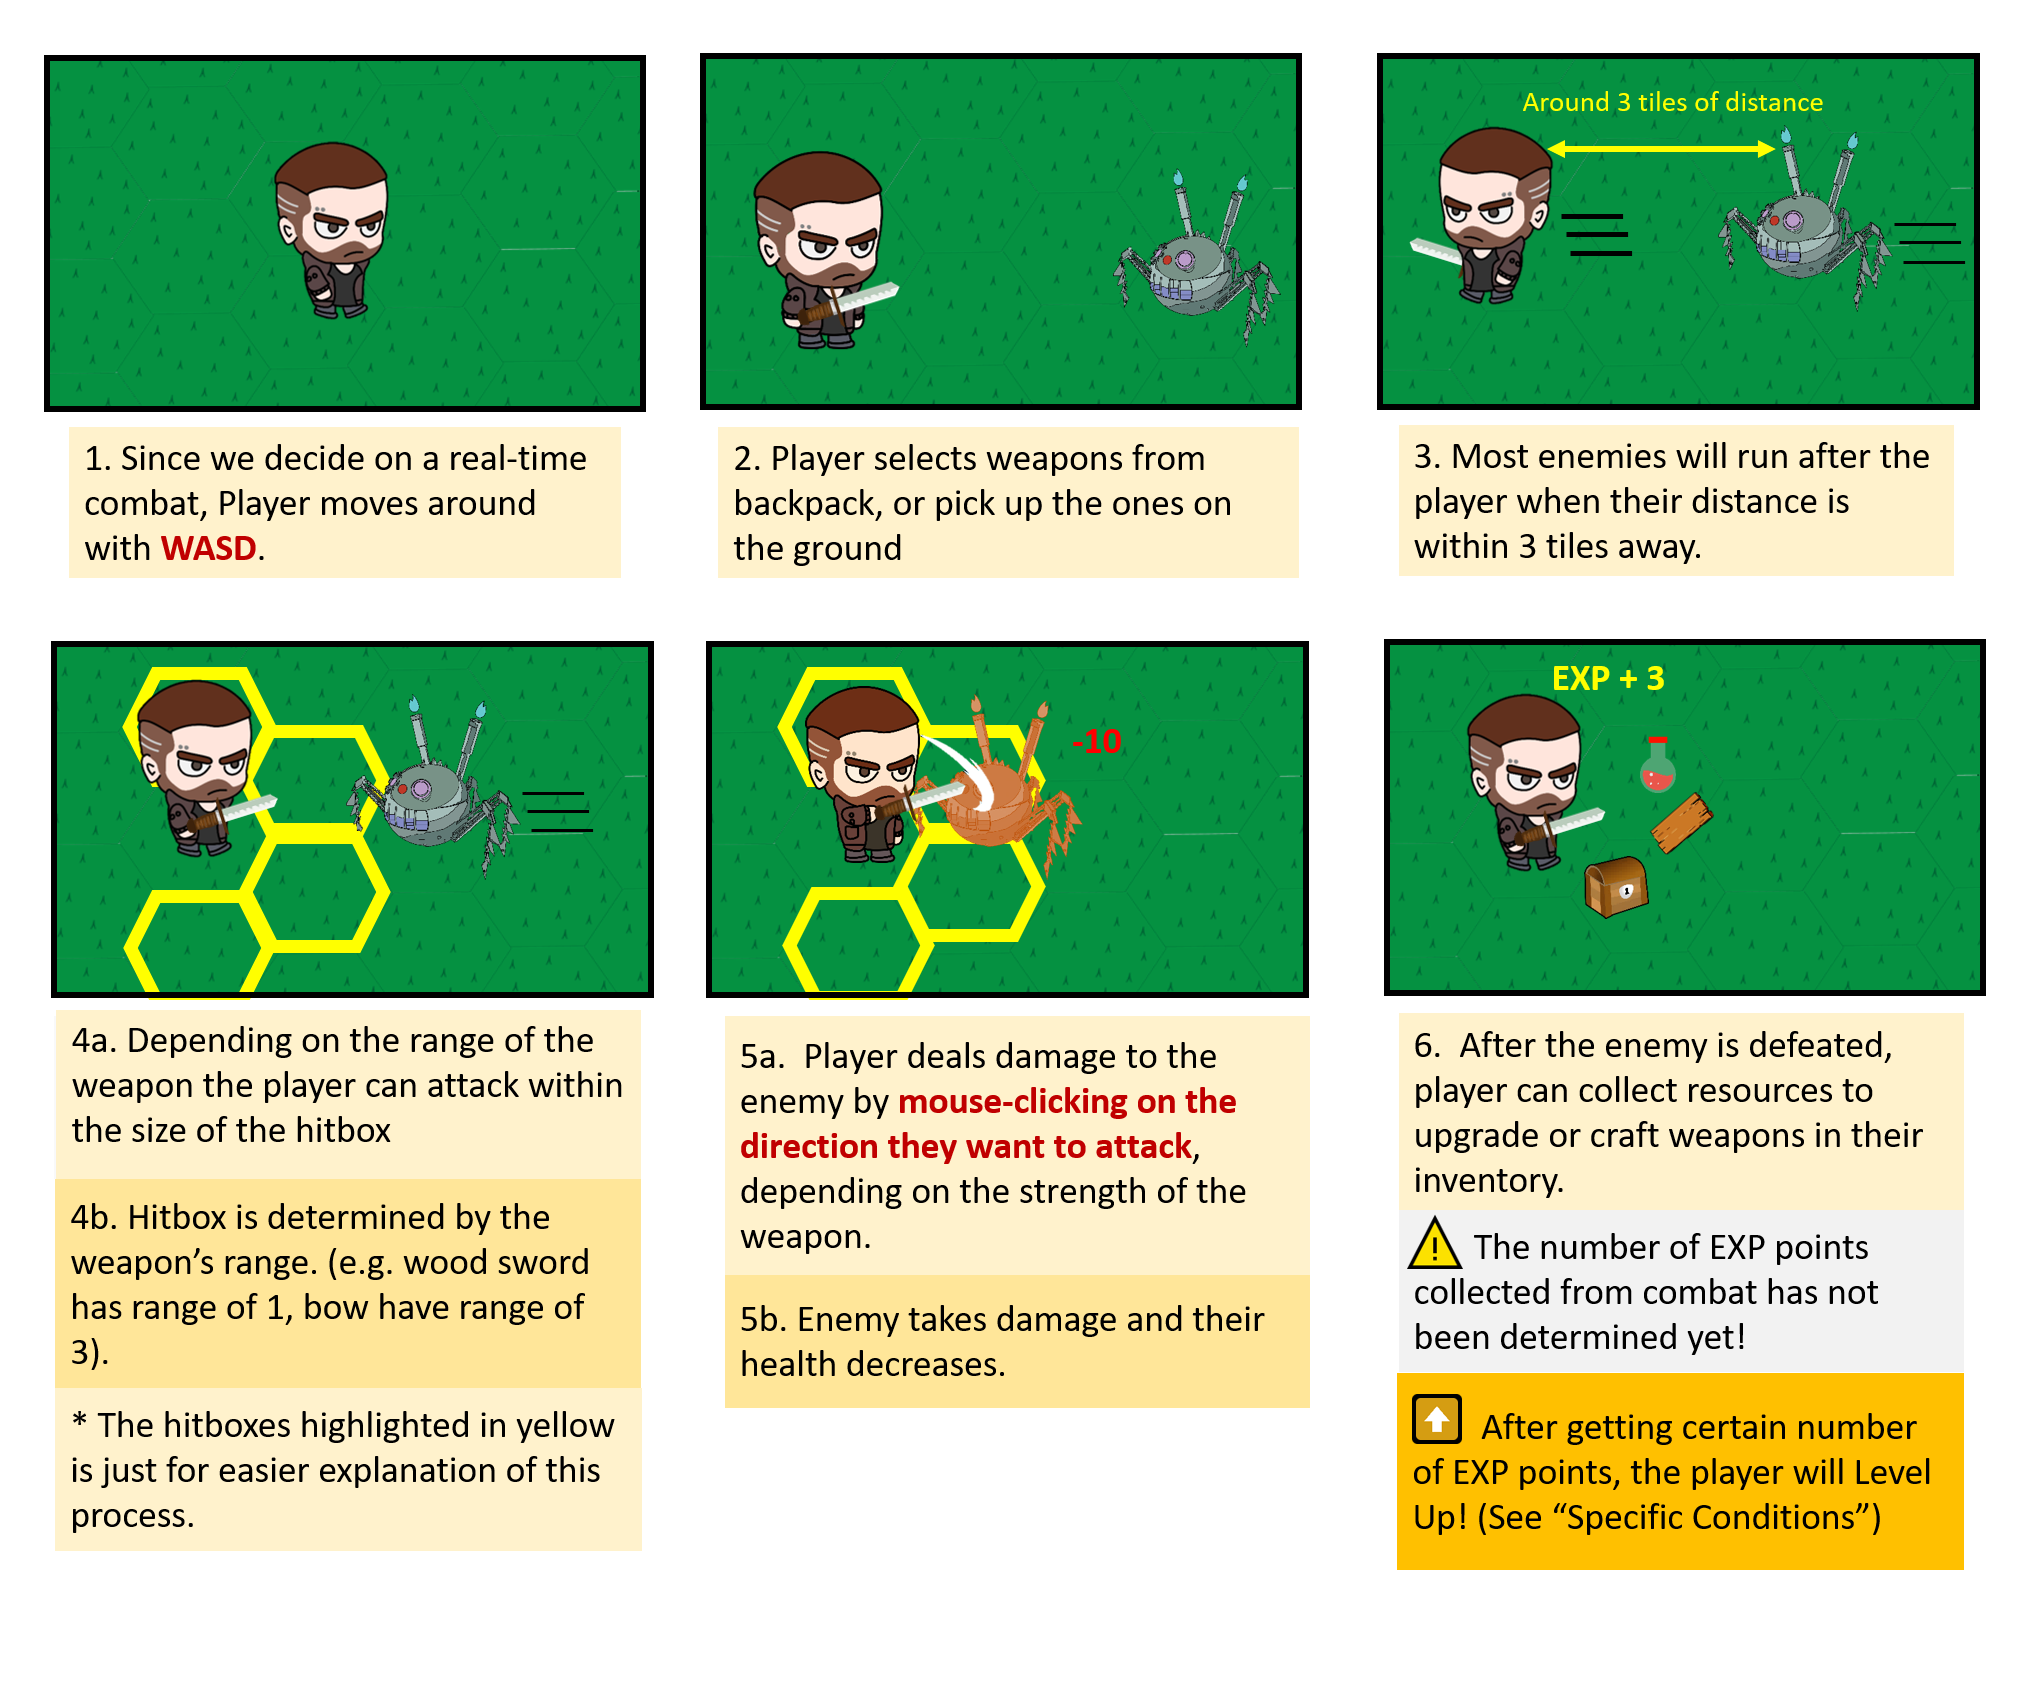 1. Since we decide on a real-time
combat, Player moves around
with WASD.
2. Player selects weapons from
backpack, or pick up the ones on
the ground
Around 3 tiles of distance
3. Most enemies will run after the
player when their distance is
within 3 tiles away.
4a. Depending on the range of the
weapon the player can attack within
the size of the hitbox
4b. Hitbox is determined by the
weapon’s range. (e.g. wood sword
has range of 1, bow have range of
3).
* The hitboxes highlighted in yellow
is just for easier explanation of this
process.
-10
5a.  Player deals damage to the
enemy by mouse-clicking on the
direction they want to attack,
depending on the strength of the
weapon.
5b. Enemy takes damage and their
health decreases.
EXP + 3
1
6.  After the enemy is defeated,
player can collect resources to
upgrade or craft weapons in their
inventory.
! The number of EXP points
collected from combat has not
been determined yet!
After getting certain number
of EXP points, the player will Level
Up! (See “Specific Conditions”)